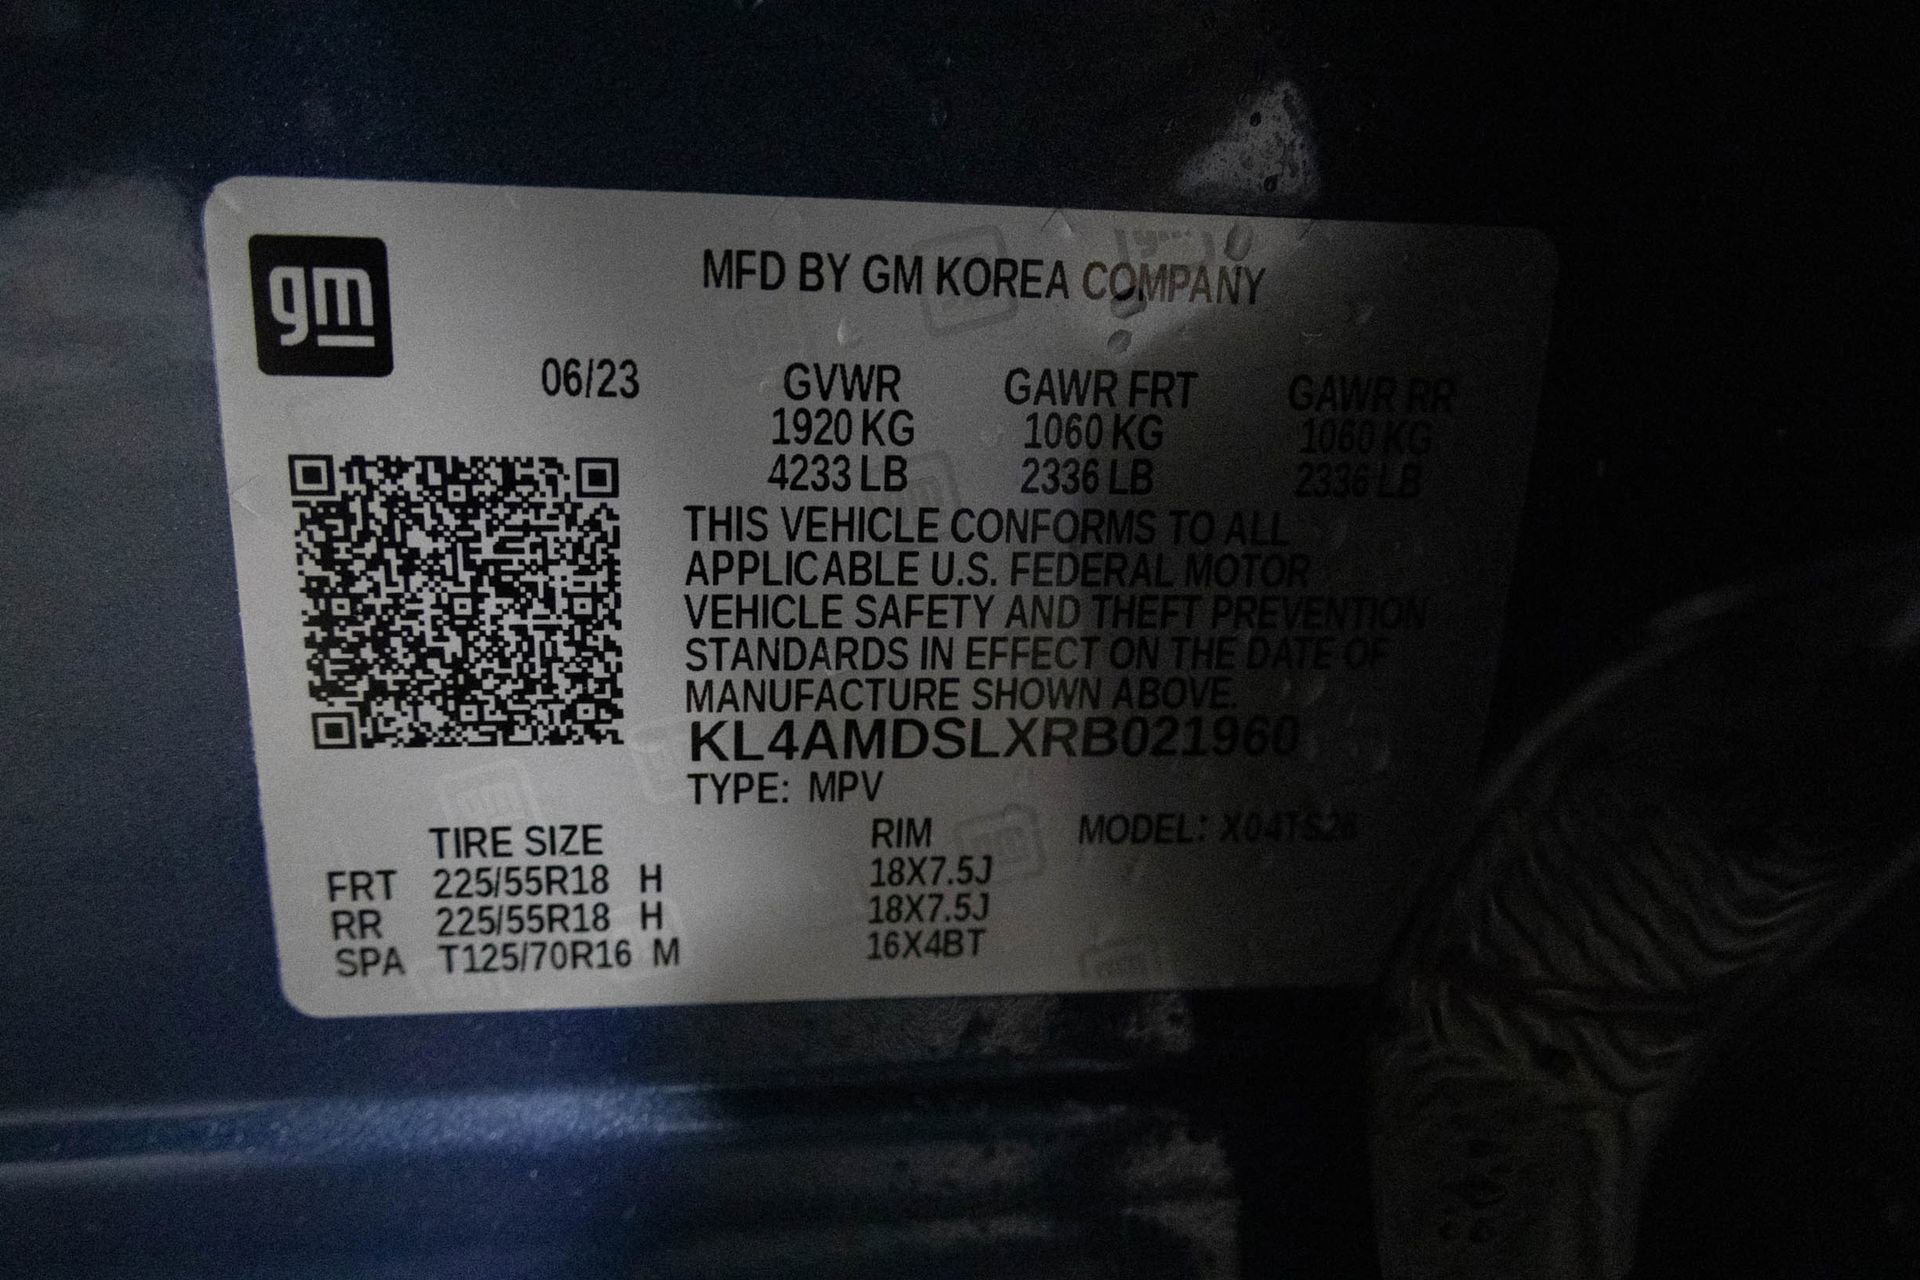 gm
MFD BY GM KOREA COMPANY
06/23 GVWR GAWR FRT GAWR RR
1920 KG 1060 KG 1060 KG
4233 LB 2336 LB 2336 LB
THIS VEHICLE CONFORMS TO ALL
APPLICABLE U.S. FEDERAL MOTOR
VEHICLE SAFETY AND THEFT PREVENTION
STANDARDS IN EFFECT ON THE DATE OF
MANUFACTURE SHOWN ABOVE.
KL4AMDSLXRB021960
TYPE: MPV
TIRE SIZE RIM MODEL: X04TS26
FRT 225/55R18 H 18X7.5J
RR 225/55R18 H 18X7.5J
SPA T125/70R16 M 16X4BT